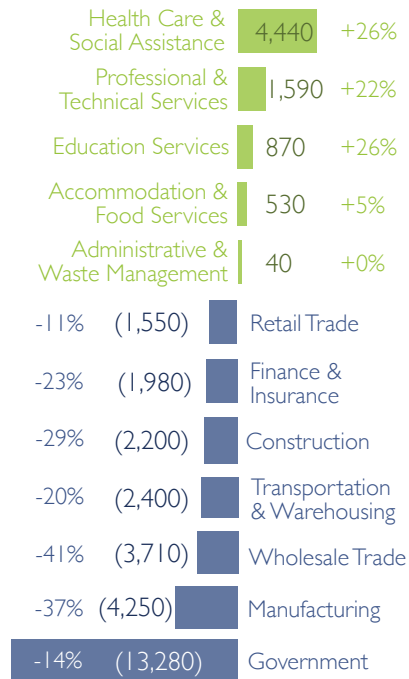 Health Care &
Social Assistance 4,440 +26%
Professional &
Technical Services 1,590 +22%
Education Services 870 +26%
Accommodation &
Food Services 530 +5%
Administrative &
Waste Management 40 +0%
-11% (1,550) Retail Trade
-23% (1,980) Finance &
Insurance
-29% (2,200) Construction
-20% (2,400) Transportation
& Warehousing
-41% (3,710) Wholesale Trade
-37% (4,250) Manufacturing
-14% (13,280) Government